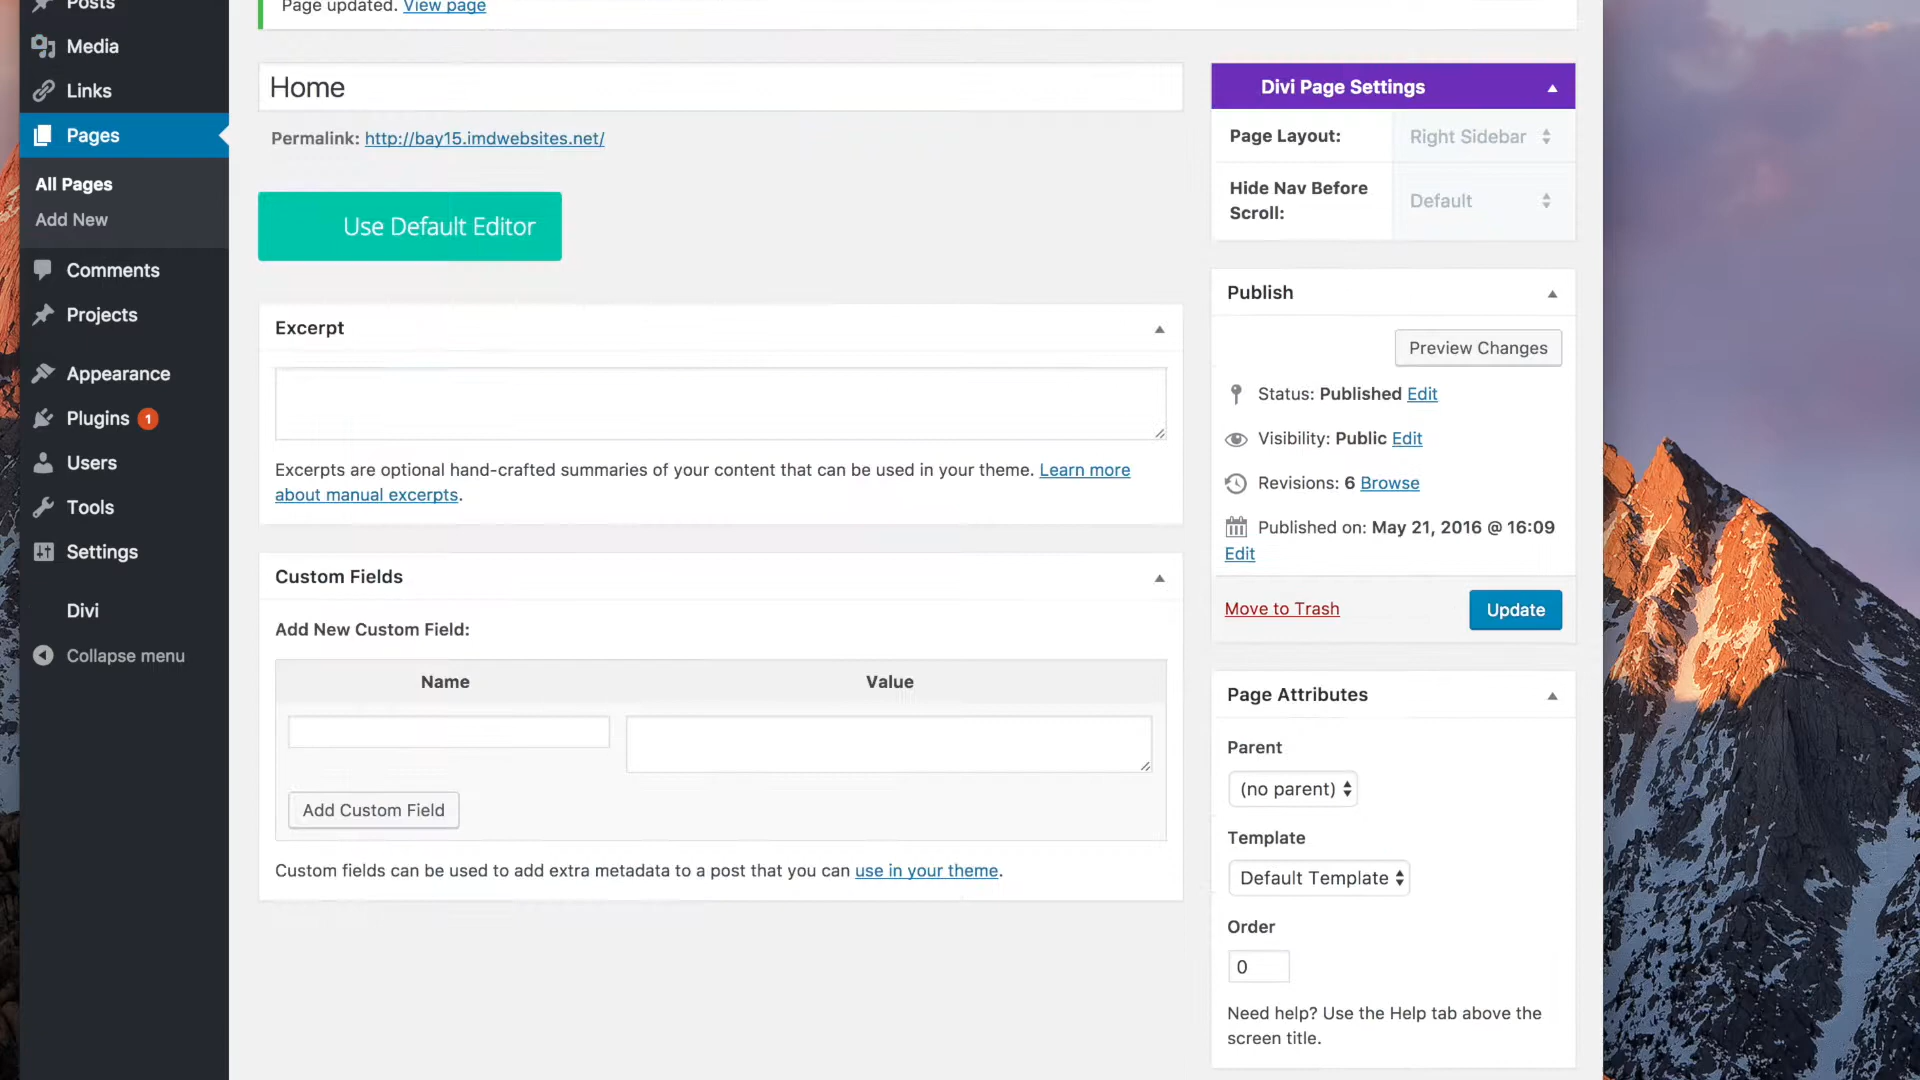 Posts
Media
Links
Pages
All Pages
Add New
Comments
Projects
Appearance
Plugins 1
Users
Tools
Settings
Divi
Collapse menu
Page updated. View page
Home
Permalink: http://bay15.imdwebsites.net/
Use Default Editor
Excerpt
Excerpts are optional hand-crafted summaries of your content that can be used in your theme. Learn more
about manual excerpts.
Custom Fields
Add New Custom Field:
Name Value
Add Custom Field
Custom fields can be used to add extra metadata to a post that you can use in your theme.
Divi Page Settings
Page Layout: Right Sidebar
Hide Nav Before
Scroll:
Default
Publish
Preview Changes
Status: Published Edit
Visibility: Public Edit
Revisions: 6 Browse
Published on: May 21, 2016 @ 16:09
Edit
Move to Trash Update
Page Attributes
Parent
(no parent)
Template
Default Template
Order
0
Need help? Use the Help tab above the
screen title.